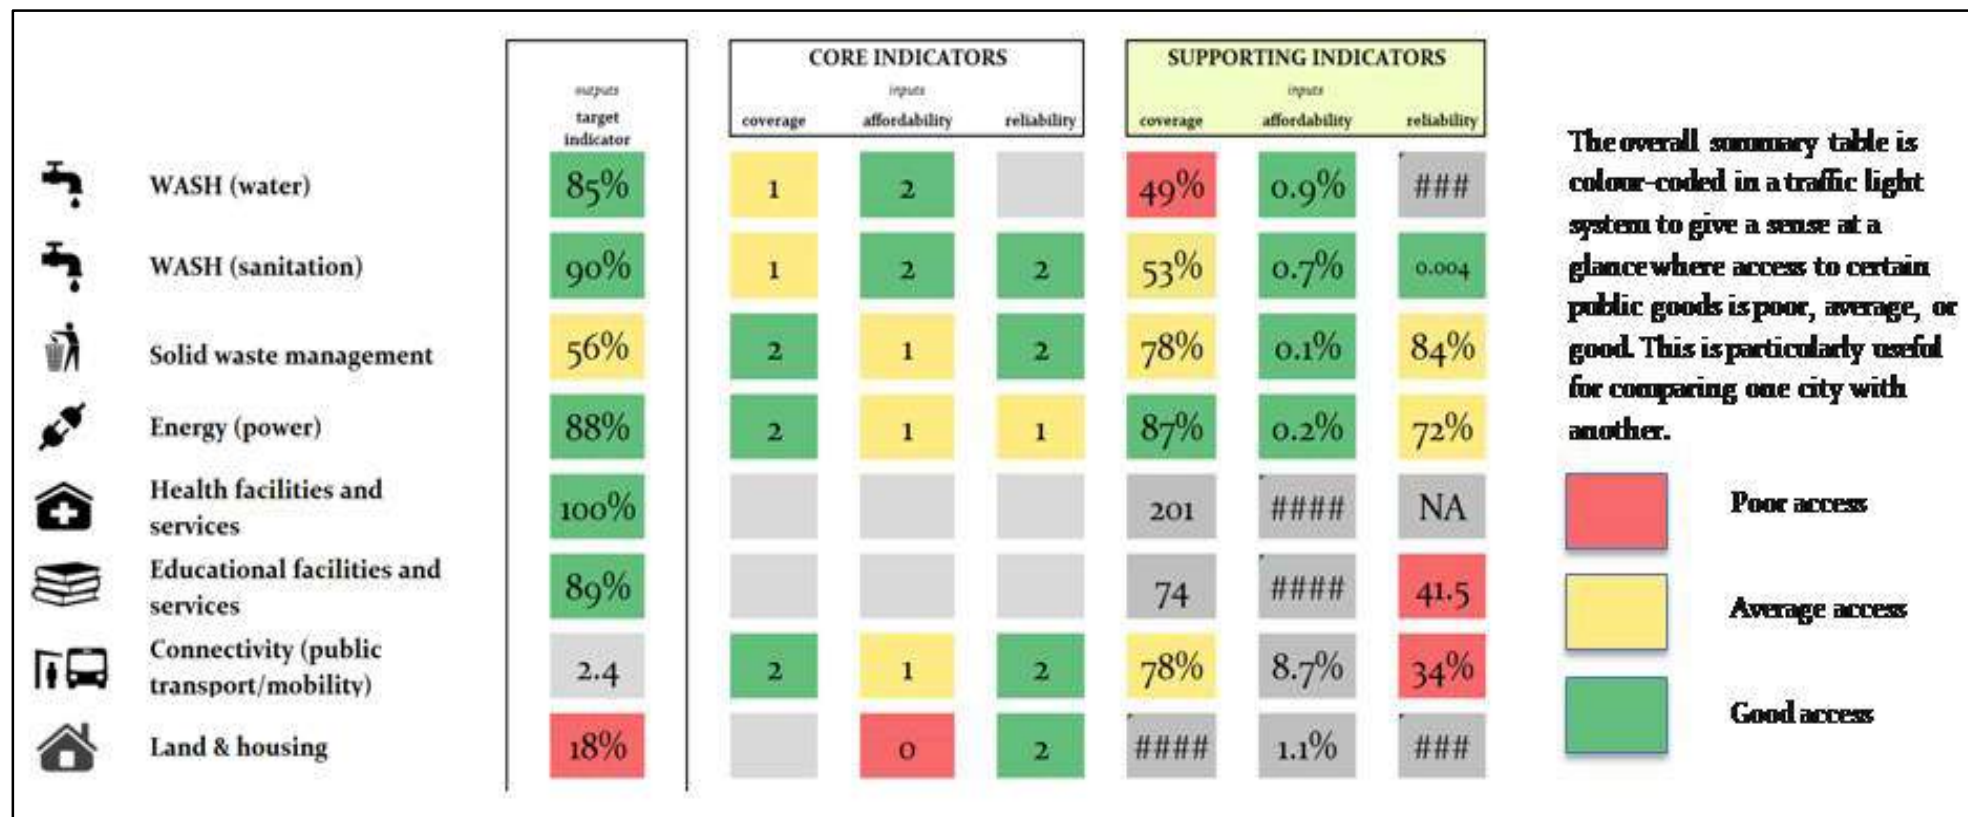 CORE INDICATORS
SUPPORTING INDICATORS
outputs
inputs
inputs
target
indicator
coverage
affordability
reliability
coverage
affordability
reliability
WASH (water)
85%
1
2
49%
0.9%
###
WASH (sanitation)
90%
1
2
2
53%
0.7%
0.004
Solid waste management
56%
2
1
2
78%
0.1%
84%
Energy (power)
88%
2
1
1
87%
0.2%
72%
Health facilities and
services
100%
201
####
NA
Educational facilities and
services
89%
74
####
41.5
Connectivity (public
transport/mobility)
2.4
2
1
2
78%
8.7%
34%
Land & housing
18%
0
2
####
1.1%
###
The overall summary table is
colour-coded in a traffic light
system to give a sense at a
glance where access to certain
public goods is poor, average, or
good. This is particularly useful
for comparing one city with
another.
Poor access
Average access
Good access